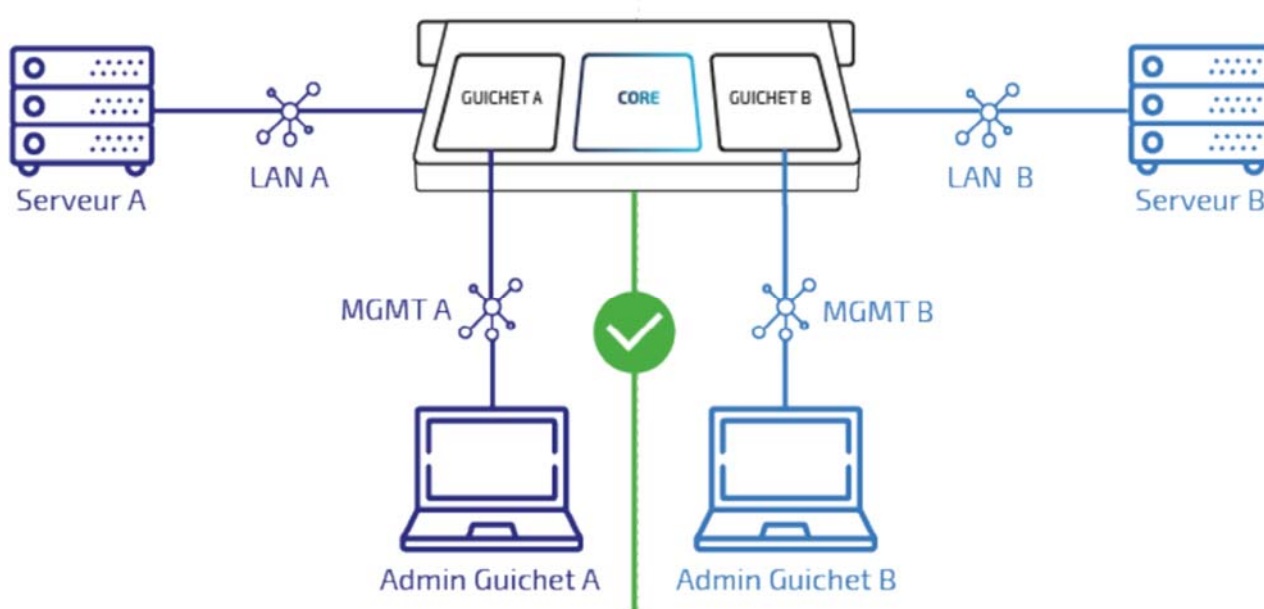 GUICHET A
CORE
GUICHET B
LAN A
LAN B
Serveur A
Serveur B
MGMT A
MGMT B
Admin Guichet A
Admin Guichet B